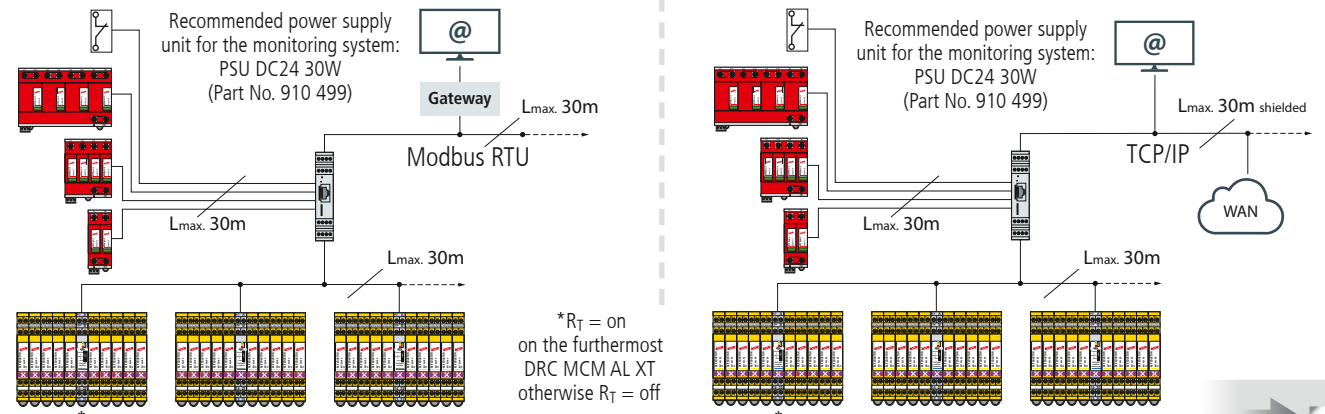 Recommended power supply
unit for the monitoring system:
PSU DC24 30W
(Part No. 910 499)
@
Gateway
Lmax. 30m
Modbus RTU
Lmax. 30m
Lmax. 30m
*RT = on
on the furthermost
DRC MCM AL XT
otherwise RT = off
*
Recommended power supply
unit for the monitoring system:
PSU DC24 30W
(Part No. 910 499)
@
Lmax. 30m shielded
TCP/IP
WAN
Lmax. 30m
Lmax. 30m
*